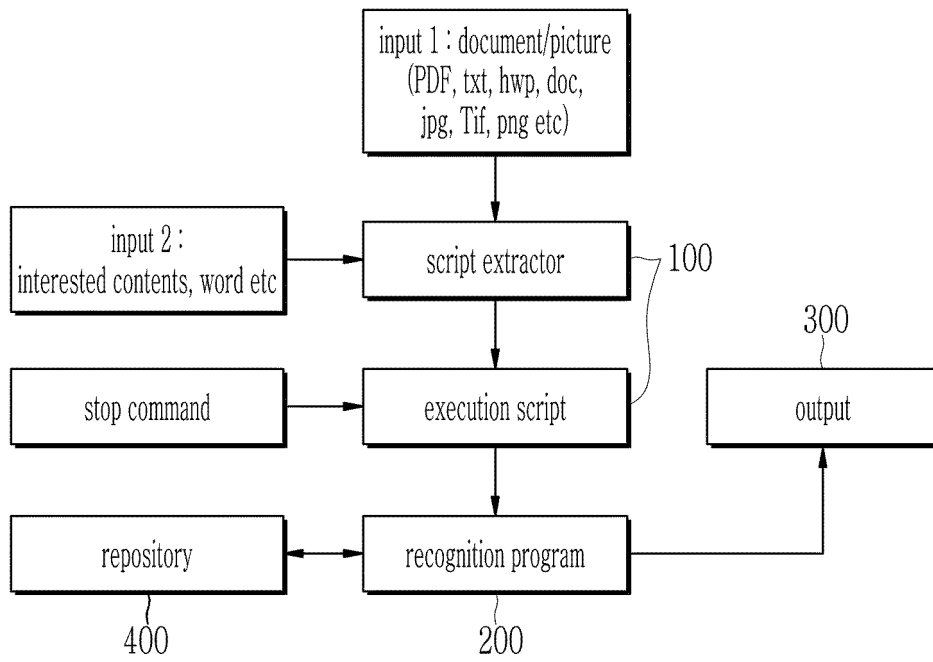 input 1 : document/picture
(PDF, txt, hwp, doc,
jpg, Tif, png etc)
input 2 :
interested contents, word etc
script extractor
100
300
stop command
execution script
output
repository
recognition program
400
200